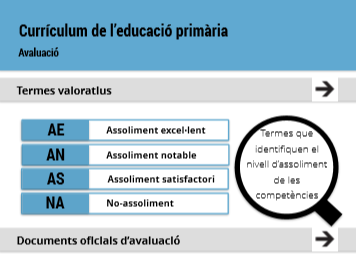 Currículum de l'educació primària
Avaluació
Termes valoratius
AE Assoliment excel·lent
AN Assoliment notable
AS Assoliment satisfactori
NA No-assoliment
Termes que
identifiquen el
nivell d'assoliment
de les
competències
Documents oficials d'avaluació